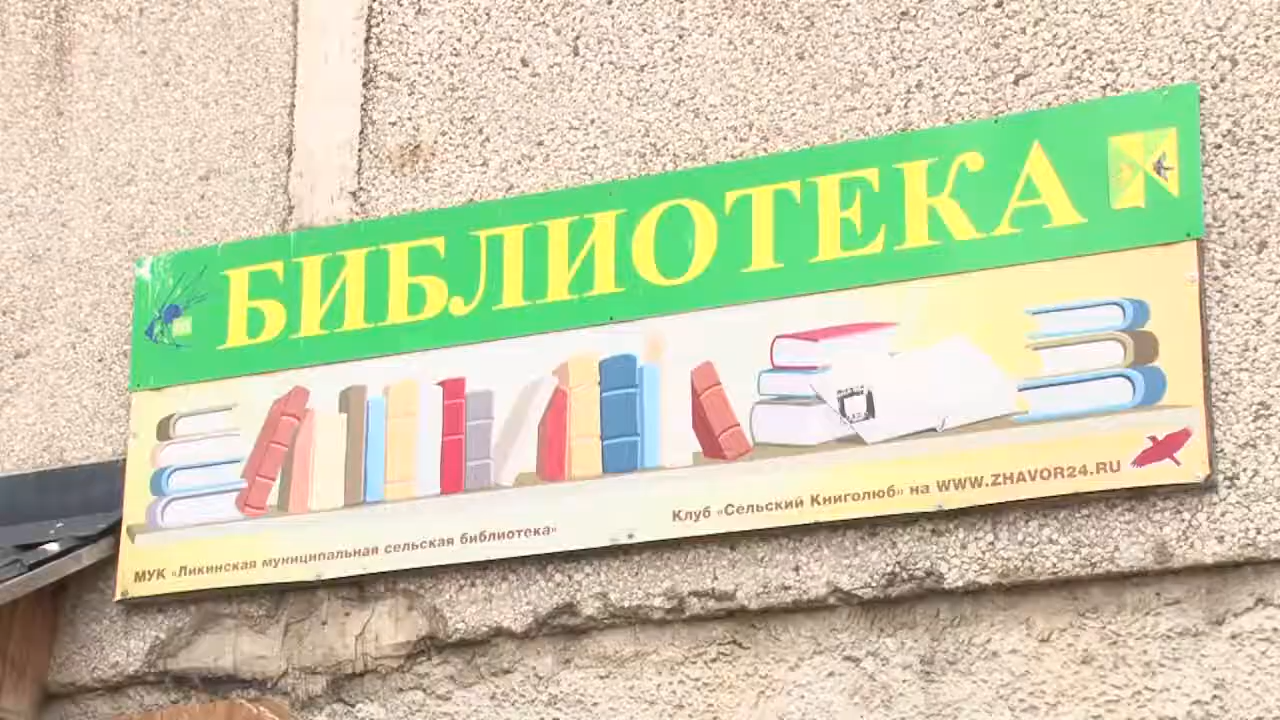 БИБЛИОТЕКА
МУК «Ликинская муниципальная сельская библиотека»
Клуб «Сельский Книголюб» на WWW.ZHAVOR24.RU